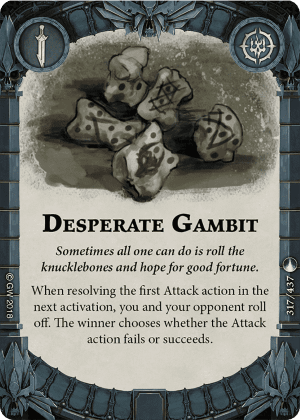 DESPERATE GAMBIT
Sometimes all one can do is roll the
knucklebones and hope for good fortune.
When resolving the first Attack action in the
next activation, you and your opponent roll
off. The winner chooses whether the Attack
action fails or succeeds.
© GW 2018
317/437